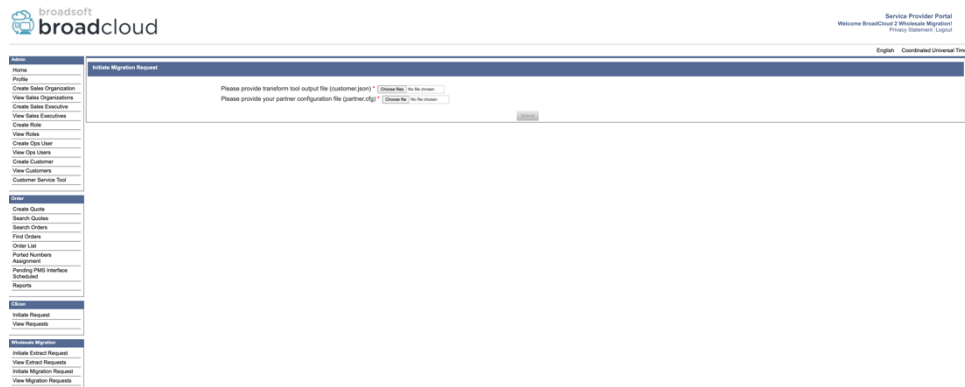 broadsoft
broadcloud
Service Provider Portal
Welcome BroadCloud 2 Wholesale Migration!
Privacy Statement | Logout
English Coordinated Universal Time
Admin
Home
Profile
Create Sales Organization
View Sales Organizations
Create Sales Executive
View Sales Executives
Create Role
View Roles
Create Ops User
View Ops Users
Create Customer
View Customers
Customer Service Tool
Order
Create Quote
Search Quotes
Search Orders
Find Orders
Order List
Ported Numbers
Assignment
Pending PMS Interface
Scheduled
Reports
CScan
Initiate Request
View Requests
Wholesale Migration
Initiate Extract Request
View Extract Requests
Initiate Migration Request
View Migration Requests
Initiate Migration Request
Please provide transform tool output file (customer.json) * Choose files No file chosen
Please provide your partner configuration file (partner.cfg) * Choose file No file chosen
Submit